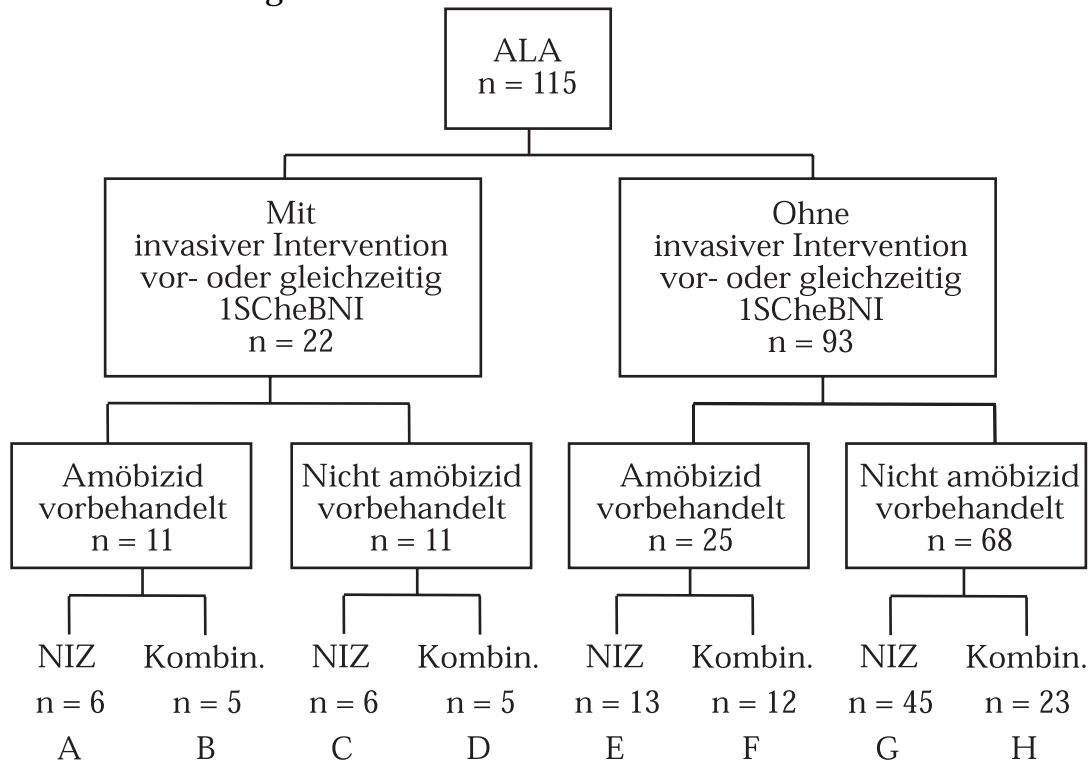 ALA
n = 115
Mit
invasiver Intervention
vor- oder gleichzeitig
1SCheBNI
n = 22
Ohne
invasiver Intervention
vor- oder gleichzeitig
1SCheBNI
n = 93
Amöbizid
vorbehandelt
n = 11
Nicht amöbizid
vorbehandelt
n = 11
Amöbizid
vorbehandelt
n = 25
Nicht amöbizid
vorbehandelt
n = 68
NIZ Kombin. NIZ Kombin. NIZ Kombin. NIZ Kombin.
n = 6 n = 5 n = 6 n = 5 n = 13 n = 12 n = 45 n = 23
A B C D E F G H